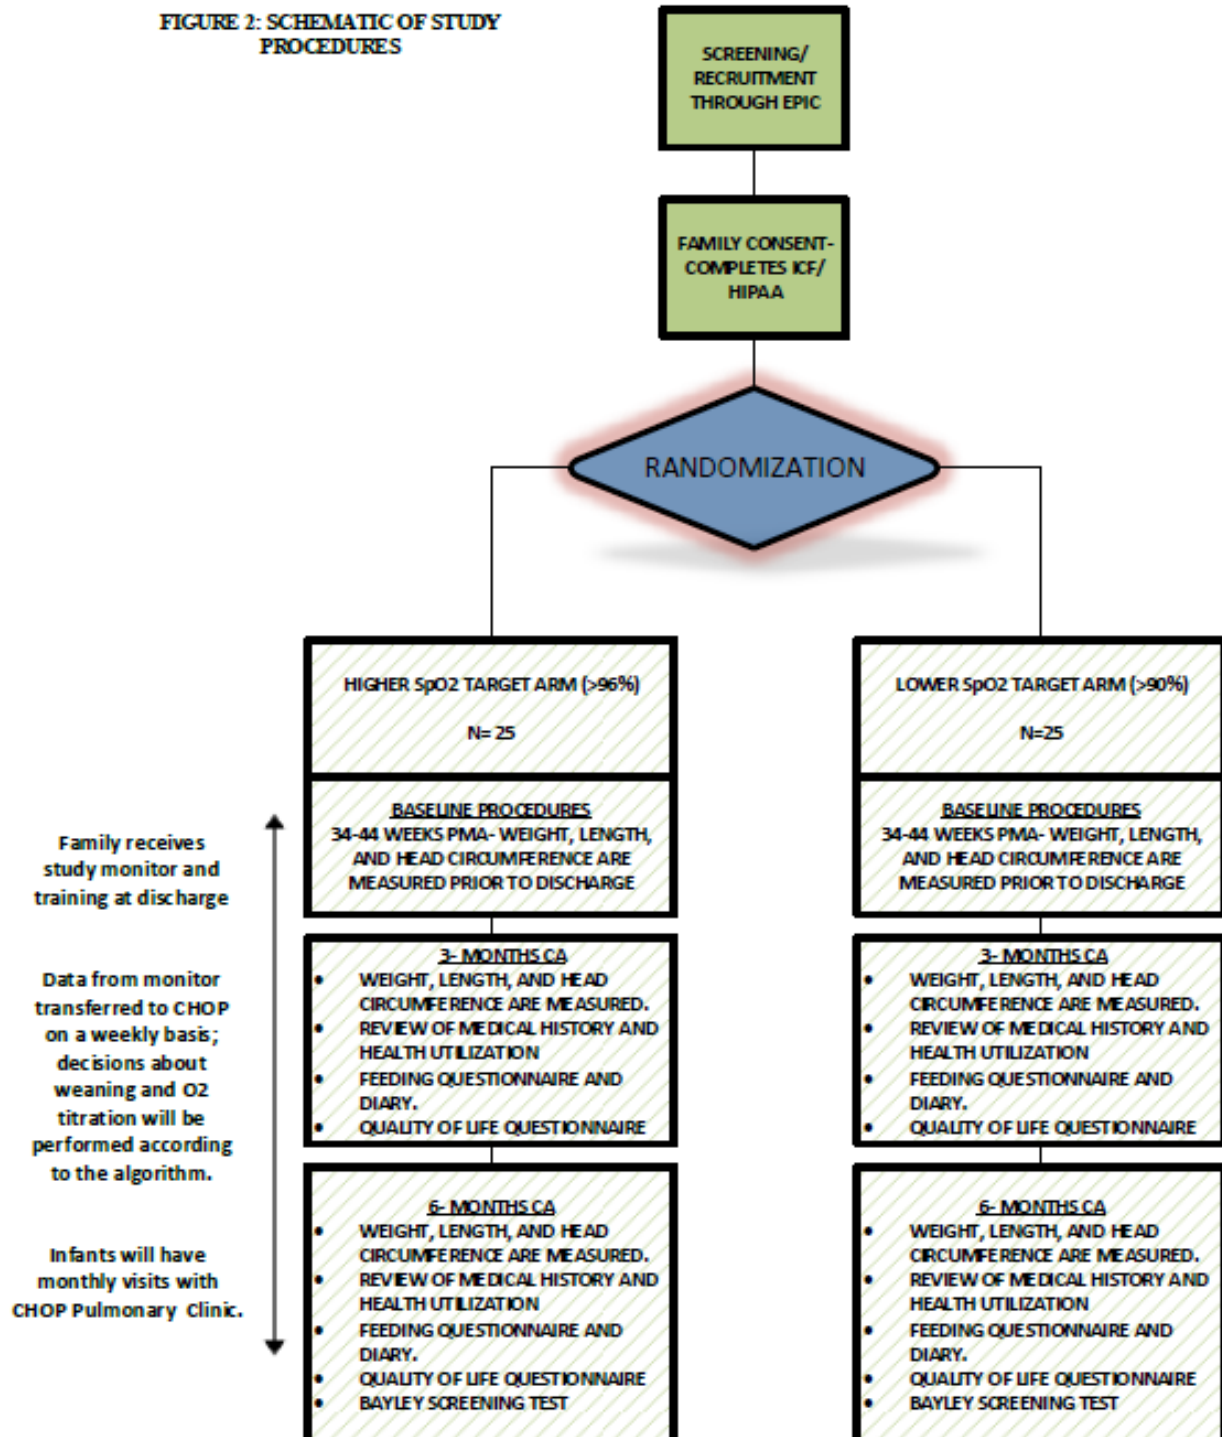 FIGURE 2: SCHEMATIC OF STUDY
PROCEDURES
SCREENING/
RECRUITMENT
THROUGH EPIC
FAMILY CONSENT-
COMPLETES ICF/
HIPAA
RANDOMIZATION
HIGHER SpO2 TARGET ARM (>96%)
N= 25
LOWER SpO2 TARGET ARM (>90%)
N=25
Family receives
study monitor and
training at discharge
Data from monitor
transferred to CHOP
on a weekly basis;
decisions about
weaning and O2
titration will be
performed according
to the algorithm.
Infants will have
monthly visits with
CHOP Pulmonary Clinic.
BASELINE PROCEDURES
34-44 WEEKS PMA- WEIGHT, LENGTH,
AND HEAD CIRCUMFERENCE ARE
MEASURED PRIOR TO DISCHARGE
3- MONTHS CA
• WEIGHT, LENGTH, AND HEAD
CIRCUMFERENCE ARE MEASURED.
• REVIEW OF MEDICAL HISTORY AND
HEALTH UTILIZATION
• FEEDING QUESTIONNAIRE AND
DIARY.
• QUALITY OF LIFE QUESTIONNAIRE
6- MONTHS CA
• WEIGHT, LENGTH, AND HEAD
CIRCUMFERENCE ARE MEASURED.
• REVIEW OF MEDICAL HISTORY AND
HEALTH UTILIZATION
• FEEDING QUESTIONNAIRE AND
DIARY.
• QUALITY OF LIFE QUESTIONNAIRE
• BAYLEY SCREENING TEST
BASELINE PROCEDURES
34-44 WEEKS PMA- WEIGHT, LENGTH,
AND HEAD CIRCUMFERENCE ARE
MEASURED PRIOR TO DISCHARGE
3- MONTHS CA
• WEIGHT, LENGTH, AND HEAD
CIRCUMFERENCE ARE MEASURED.
• REVIEW OF MEDICAL HISTORY AND
HEALTH UTILIZATION
• FEEDING QUESTIONNAIRE AND
DIARY.
• QUALITY OF LIFE QUESTIONNAIRE
6- MONTHS CA
• WEIGHT, LENGTH, AND HEAD
CIRCUMFERENCE ARE MEASURED.
• REVIEW OF MEDICAL HISTORY AND
HEALTH UTILIZATION
• FEEDING QUESTIONNAIRE AND
DIARY.
• QUALITY OF LIFE QUESTIONNAIRE
• BAYLEY SCREENING TEST